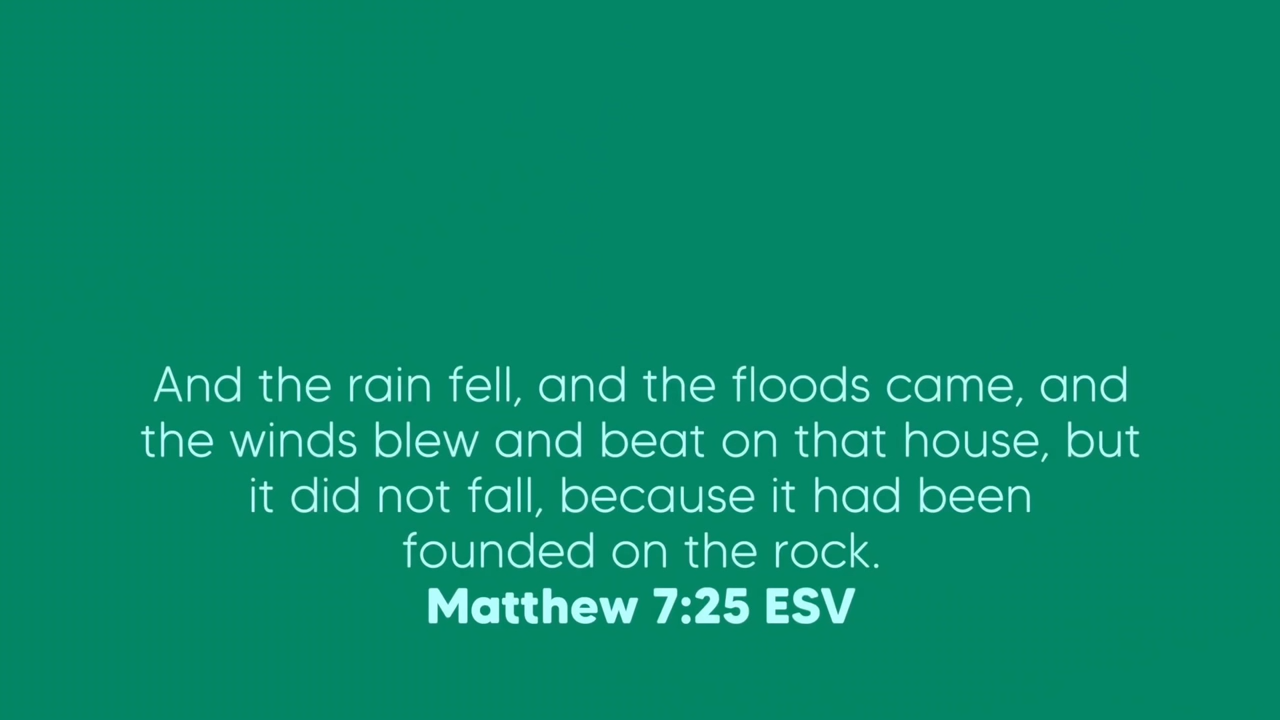 And the rain fell, and the floods came, and
the winds blew and beat on that house, but
it did not fall, because it had been
founded on the rock.
Matthew 7:25 ESV